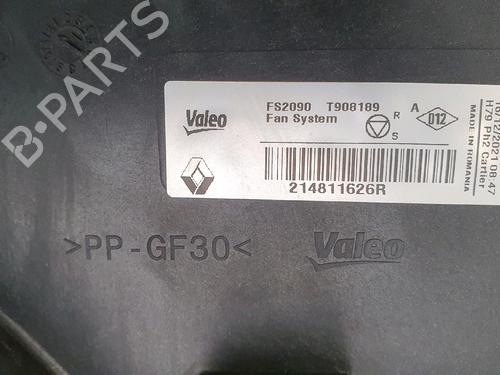 Valeo
FS2090 T908189
Fan System
R
S
A
012
214811626R
16/12/2021 08:47
H79 Ph2 Cartier
MADE IN ROMANIA
>PP-GF30<
Valeo
B-PARTS